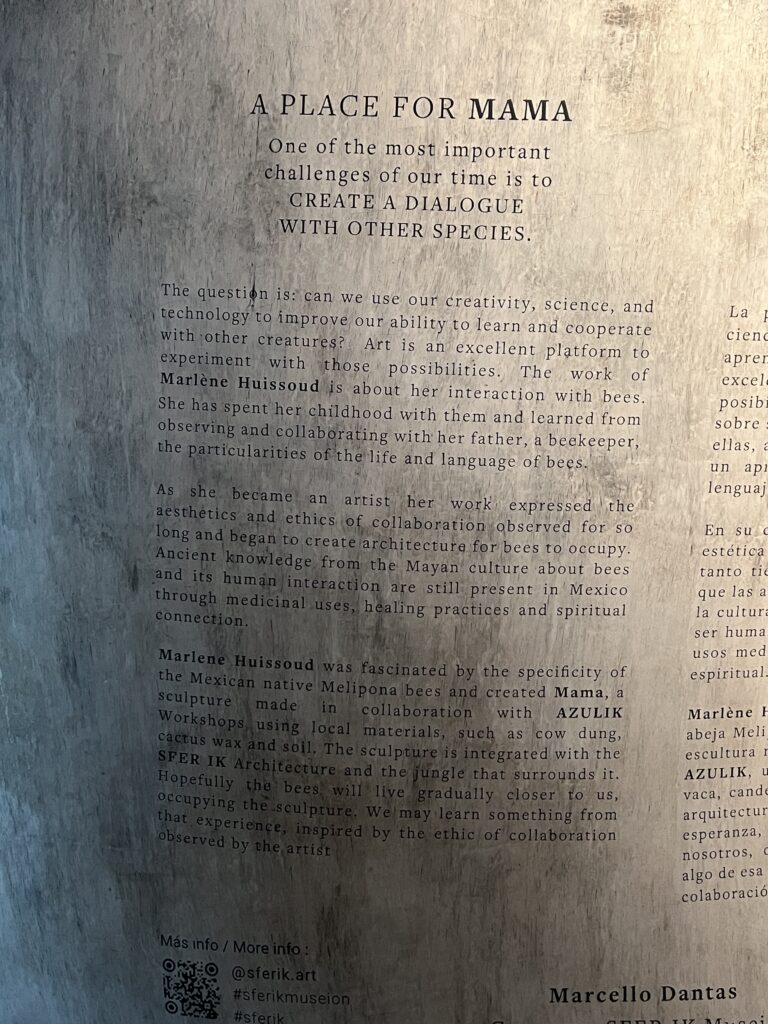 A PLACE FOR MAMA
One of the most important
challenges of our time is to
CREATE A DIALOGUE
WITH OTHER SPECIES.
The question is: can we use our creativity, science, and
technology to improve our ability to learn and cooperate
with other creatures? Art is an excellent platform to
experiment with those possibilities. The work of
Marlène Huissoud is about her interaction with bees.
She has spent her childhood with them and learned from
observing and collaborating with her father, a beekeeper,
the particularities of the life and language of bees.
As she became an artist her work expressed the
aesthetics and ethics of collaboration observed for so
long and began to create architecture for bees to occupy.
Ancient knowledge from the Mayan culture about bees
and its human interaction are still present in Mexico
through medicinal uses, healing practices and spiritual
connection.
Marlene Huissoud was fascinated by the specificity of
the Mexican native Melipona bees and created Mama, a
sculpture made in collaboration with AZULIK
Workshops using local materials, such as cow dung,
cactus wax and soil. The sculpture is integrated with the
SFER IK Architecture and the jungle that surrounds it.
Hopefully the bees will live gradually closer to us,
occupying the sculpture. We may learn something from
that experience, inspired by the ethic of collaboration
observed by the artist
Más info / More info :
@sferik.art
#sferikmuseion
#sferik
La
cienc
apren
excel
posibi
sobre
ellas, a
un apr
lenguaj
En su
estética
tanto tie
que las a
la cultura
ser huma
usos med
espiritual.
Marlène H
abeja Meli
escultura
AZULIK, u
vaca, cande
arquitectur
esperanza,
nosotros,
algo de esa
colaboració
Marcello Dantas
SFER IK Musei